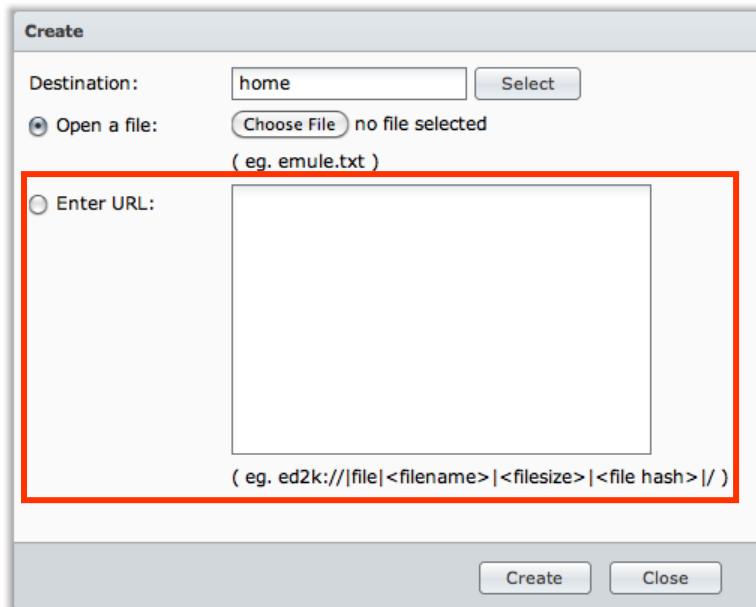 Create
Destination: home Select
Open a file: Choose File no file selected
( eg. emule.txt )
Enter URL:
( eg. ed2k://|file|<filename>|<filesize>|<file hash>|/ )
Create Close